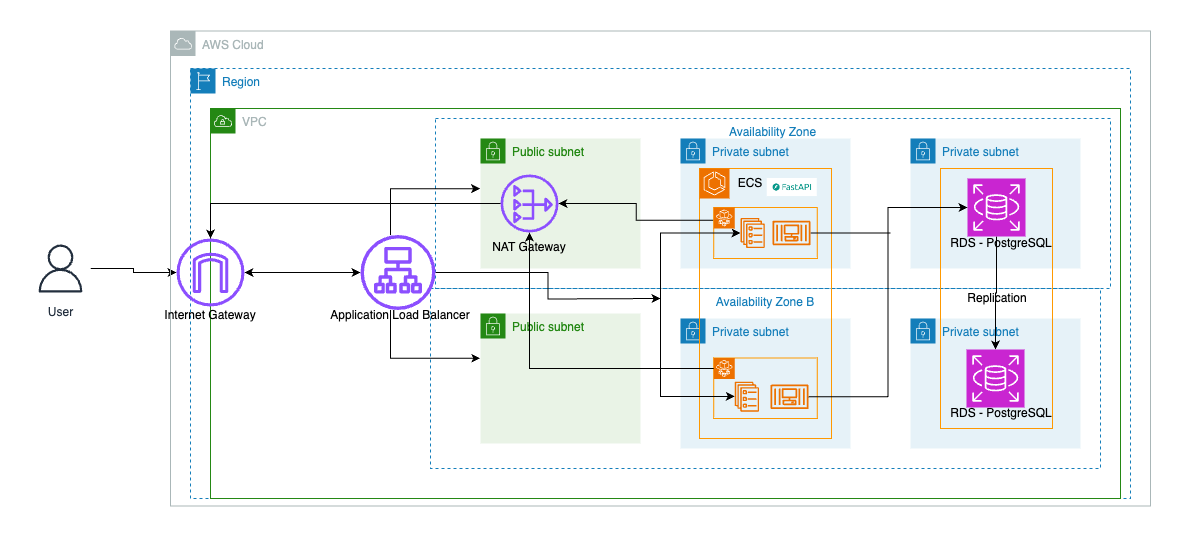 AWS Cloud
Region
VPC
Availability Zone
Public subnet
Private subnet
Private subnet
ECS
FastAPI
NAT Gateway
RDS - PostgreSQL
User
Internet Gateway
Application Load Balancer
Availability Zone B
Replication
Public subnet
Private subnet
Private subnet
RDS - PostgreSQL